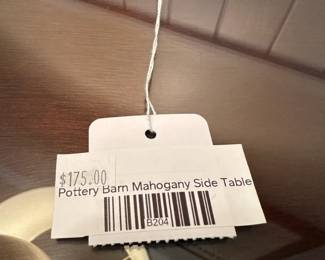 $175.00
Pottery Barn Mahogany Side Table
B204